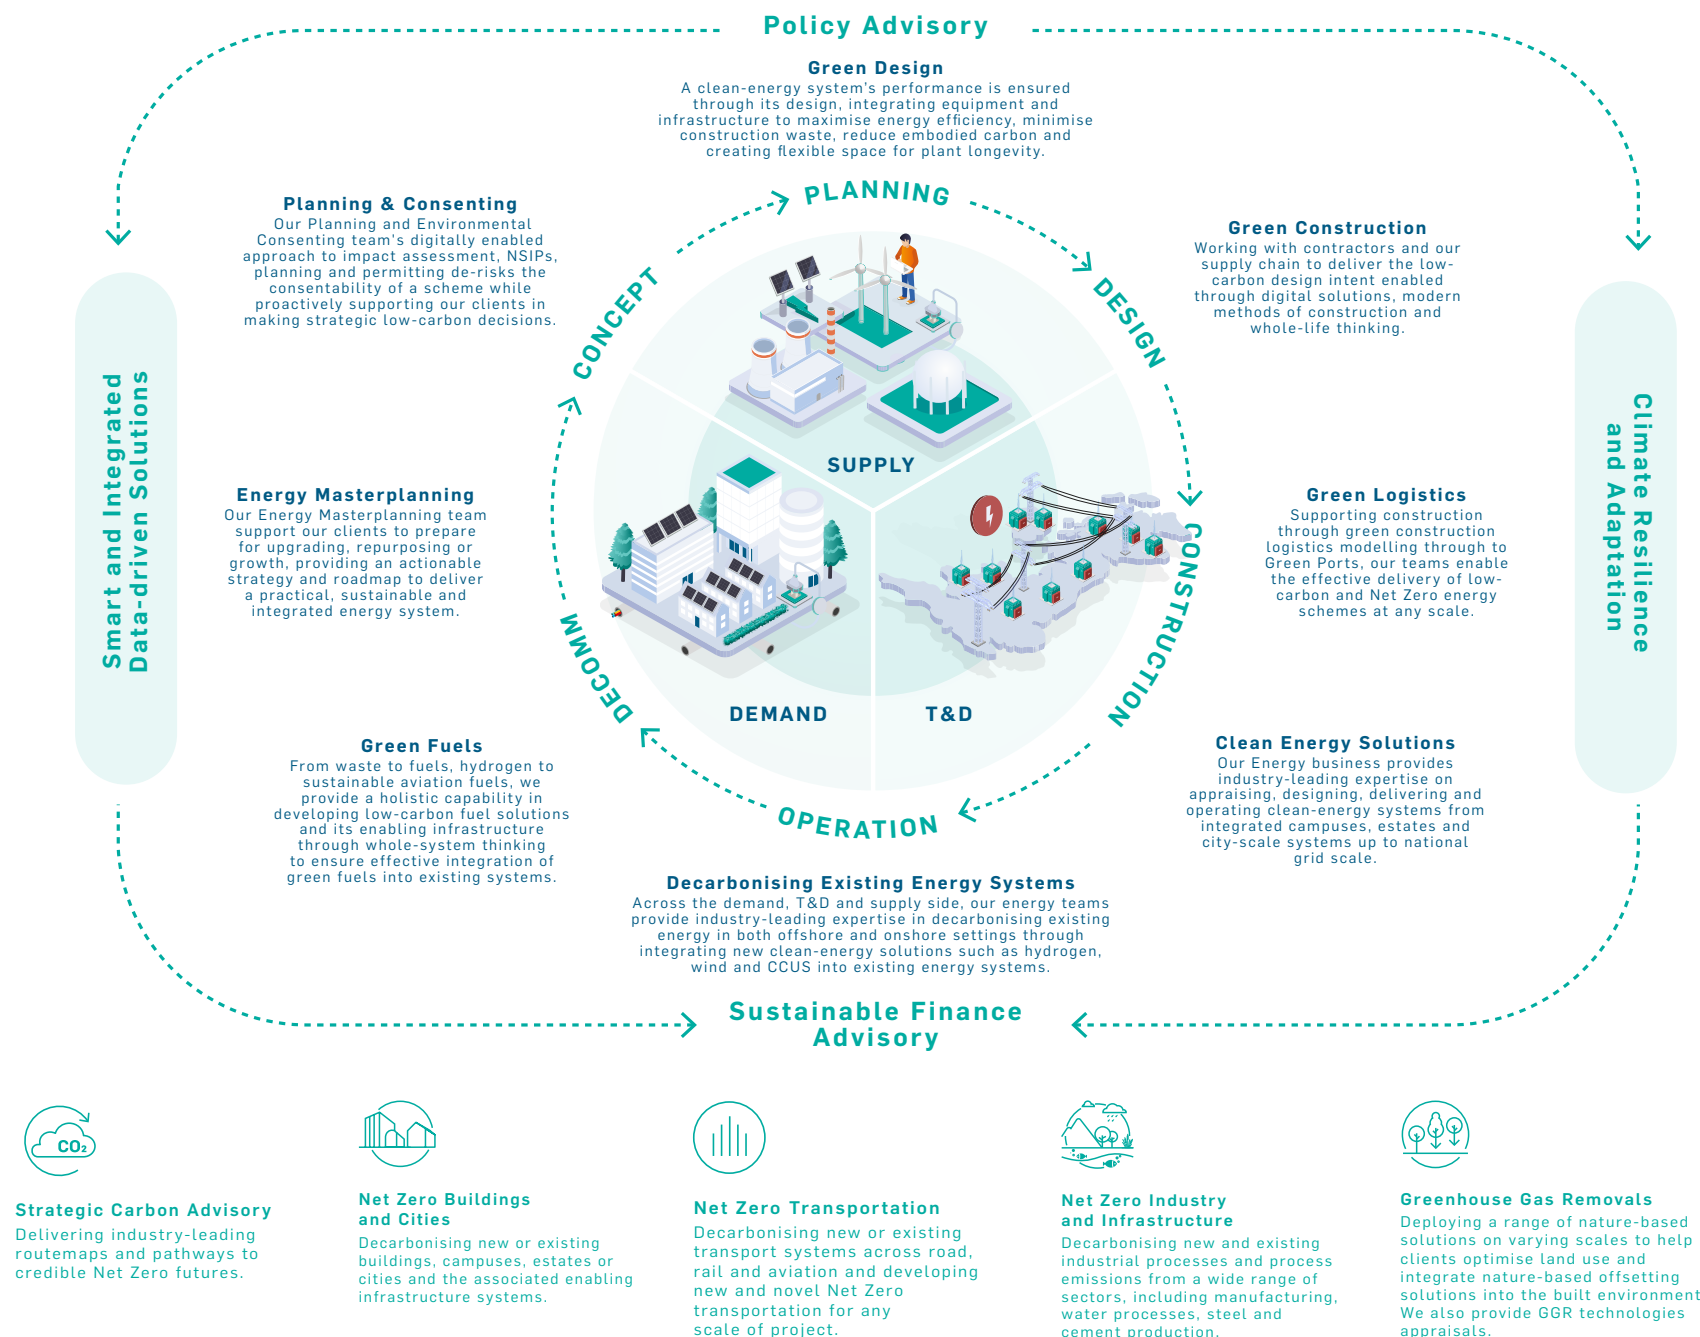 Policy Advisory
Green Design
A clean-energy system's performance is ensured
through its design, integrating equipment and
infrastructure to maximise energy efficiency, minimise
construction waste, reduce embodied carbon and
creating flexible space for plant longevity.
Planning & Consenting
Our Planning and Environmental
Consenting team's digitally enabled
approach to impact assessment, NSIPs,
planning and permitting de-risks the
consentability of a scheme while
proactively supporting our clients in
making strategic low-carbon decisions.
Green Construction
Working with contractors and our
supply chain to deliver the low-
carbon design intent enabled
through digital solutions, modern
methods of construction and
whole-life thinking.
Smart and Integrated
Data-driven Solutions
Climate Resilience
and Adaptation
Energy Masterplanning
Our Energy Masterplanning team
support our clients to prepare
for upgrading, repurposing or
growth, providing an actionable
strategy and roadmap to deliver
a practical, sustainable and
integrated energy system.
Green Logistics
Supporting construction
through green construction
logistics modelling through to
Green Ports, our teams enable
the effective delivery of low-
carbon and Net Zero energy
schemes at any scale.
CONCEPT
PLANNING
DESIGN
CONSTRUCTION
OPERATION
DECOMM
SUPPLY
DEMAND
T&D
Green Fuels
From waste to fuels, hydrogen to
sustainable aviation fuels, we
provide a holistic capability in
developing low-carbon fuel solutions
and its enabling infrastructure
through whole-system thinking
to ensure effective integration of
green fuels into existing systems.
Clean Energy Solutions
Our Energy business provides
industry-leading expertise on
appraising, designing, delivering and
operating clean-energy systems from
integrated campuses, estates and
city-scale systems up to national
grid scale.
Decarbonising Existing Energy Systems
Across the demand, T&D and supply side, our energy teams
provide industry-leading expertise in decarbonising existing
energy in both offshore and onshore settings through
integrating new clean-energy solutions such as hydrogen,
wind and CCUS into existing energy systems.
Sustainable Finance
Advisory
CO₂
Strategic Carbon Advisory
Delivering industry-leading
routemaps and pathways to
credible Net Zero futures.
Net Zero Buildings
and Cities
Decarbonising new or existing
buildings, campuses, estates or
cities and the associated enabling
infrastructure systems.
Net Zero Transportation
Decarbonising new or existing
transport systems across road,
rail and aviation and developing
new and novel Net Zero
transportation for any
scale of project.
Net Zero Industry
and Infrastructure
Decarbonising new and existing
industrial processes and process
emissions from a wide range of
sectors, including manufacturing,
water processes, steel and
cement production.
Greenhouse Gas Removals
Deploying a range of nature-based
solutions on varying scales to help
clients optimise land use and
integrate nature-based offsetting
solutions into the built environment
We also provide GGR technologies
appraisals.